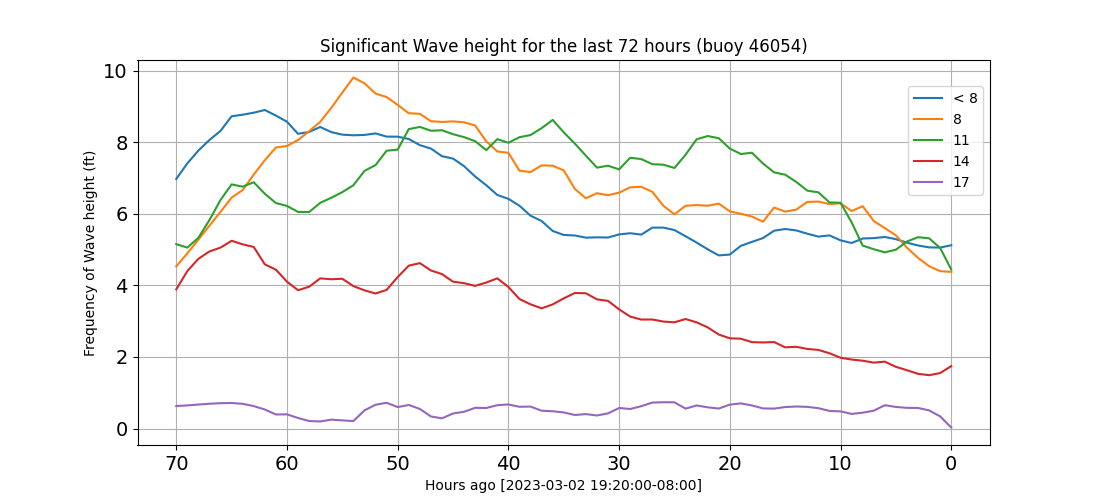 Significant Wave height for the last 72 hours (buoy 46054)
Frequency of Wave height (ft)
10
8
6
4
2
0
< 8
8
11
14
17
70 60 50 40 30 20 10 0
Hours ago [2023-03-02 19:20:00-08:00]